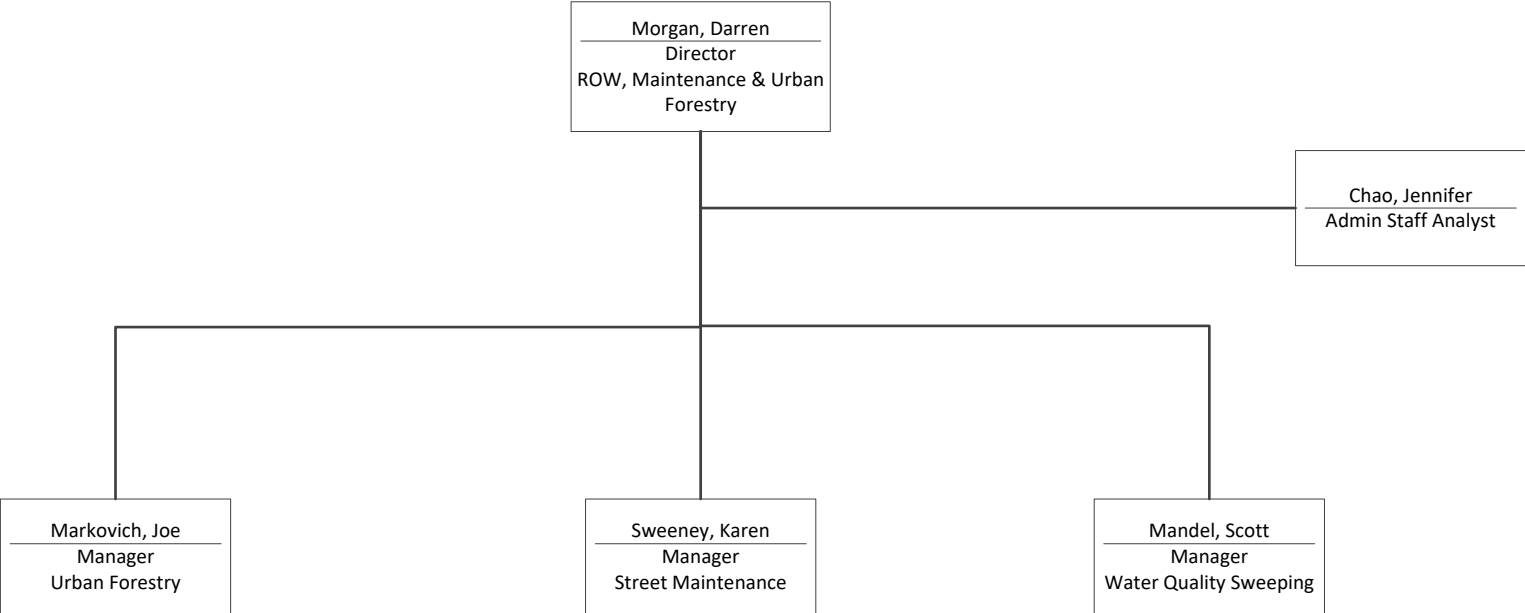 Morgan, Darren
Director
ROW, Maintenance & Urban
Forestry
Chao, Jennifer
Admin Staff Analyst
Markovich, Joe
Manager
Urban Forestry
Sweeney, Karen
Manager
Street Maintenance
Mandel, Scott
Manager
Water Quality Sweeping